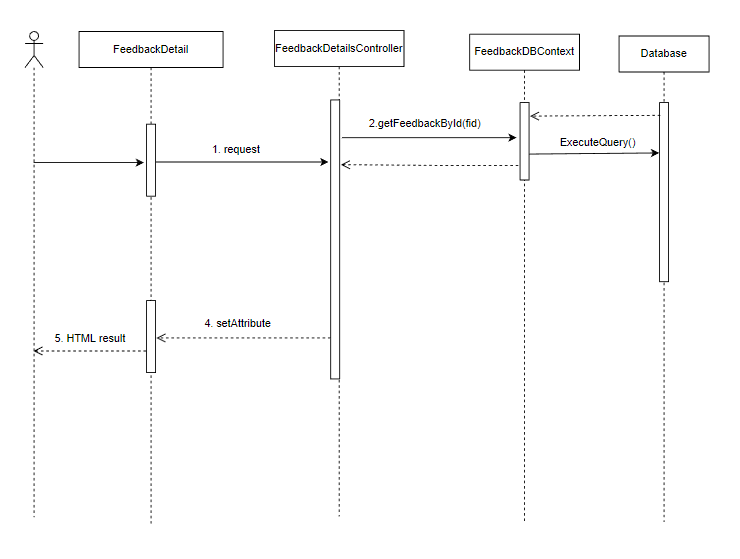 FeedbackDetail
FeedbackDetailsController
FeedbackDBContext
Database
2.getFeedbackById(fid)
ExecuteQuery()
1. request
4. setAttribute
5. HTML result